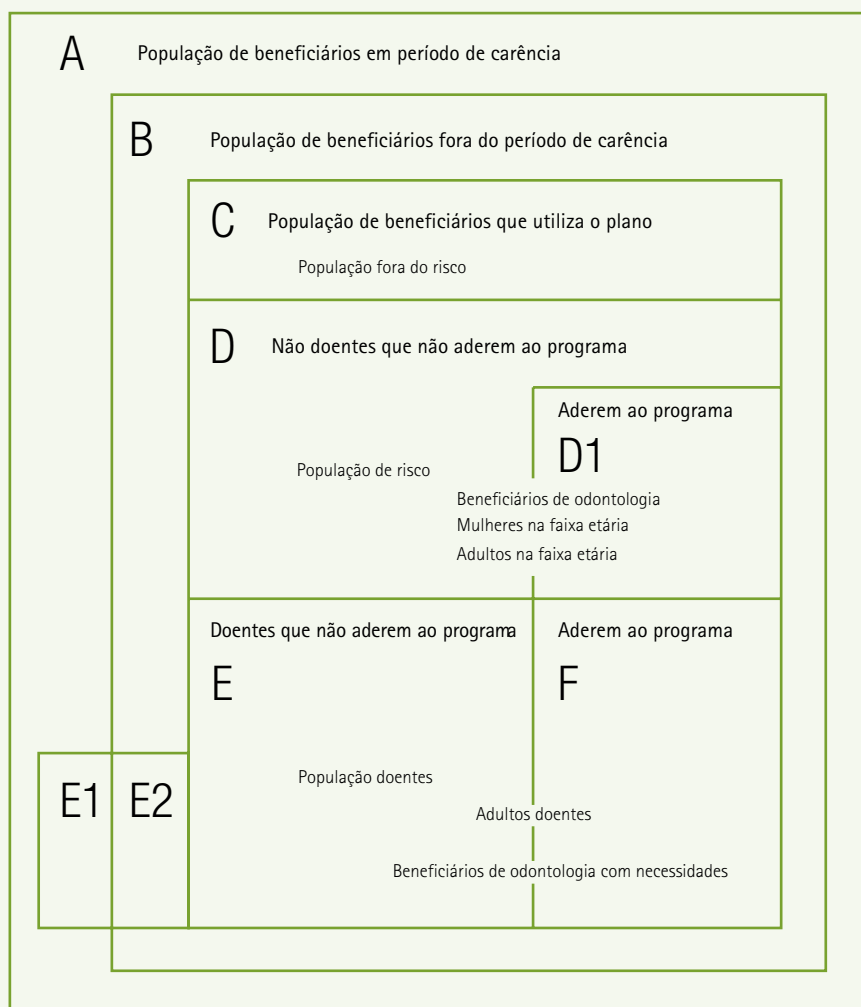 A População de beneficiários em período de carência
B População de beneficiários fora do período de carência
C População de beneficiários que utiliza o plano
População fora do risco
D Não doentes que não aderem ao programa
Aderem ao programa
D1
População de risco
Beneficiários de odontologia
Mulheres na faixa etária
Adultos na faixa etária
Doentes que não aderem ao programa
E
Aderem ao programa
F
População doentes
E1 E2
Adultos doentes
Beneficiários de odontologia com necessidades